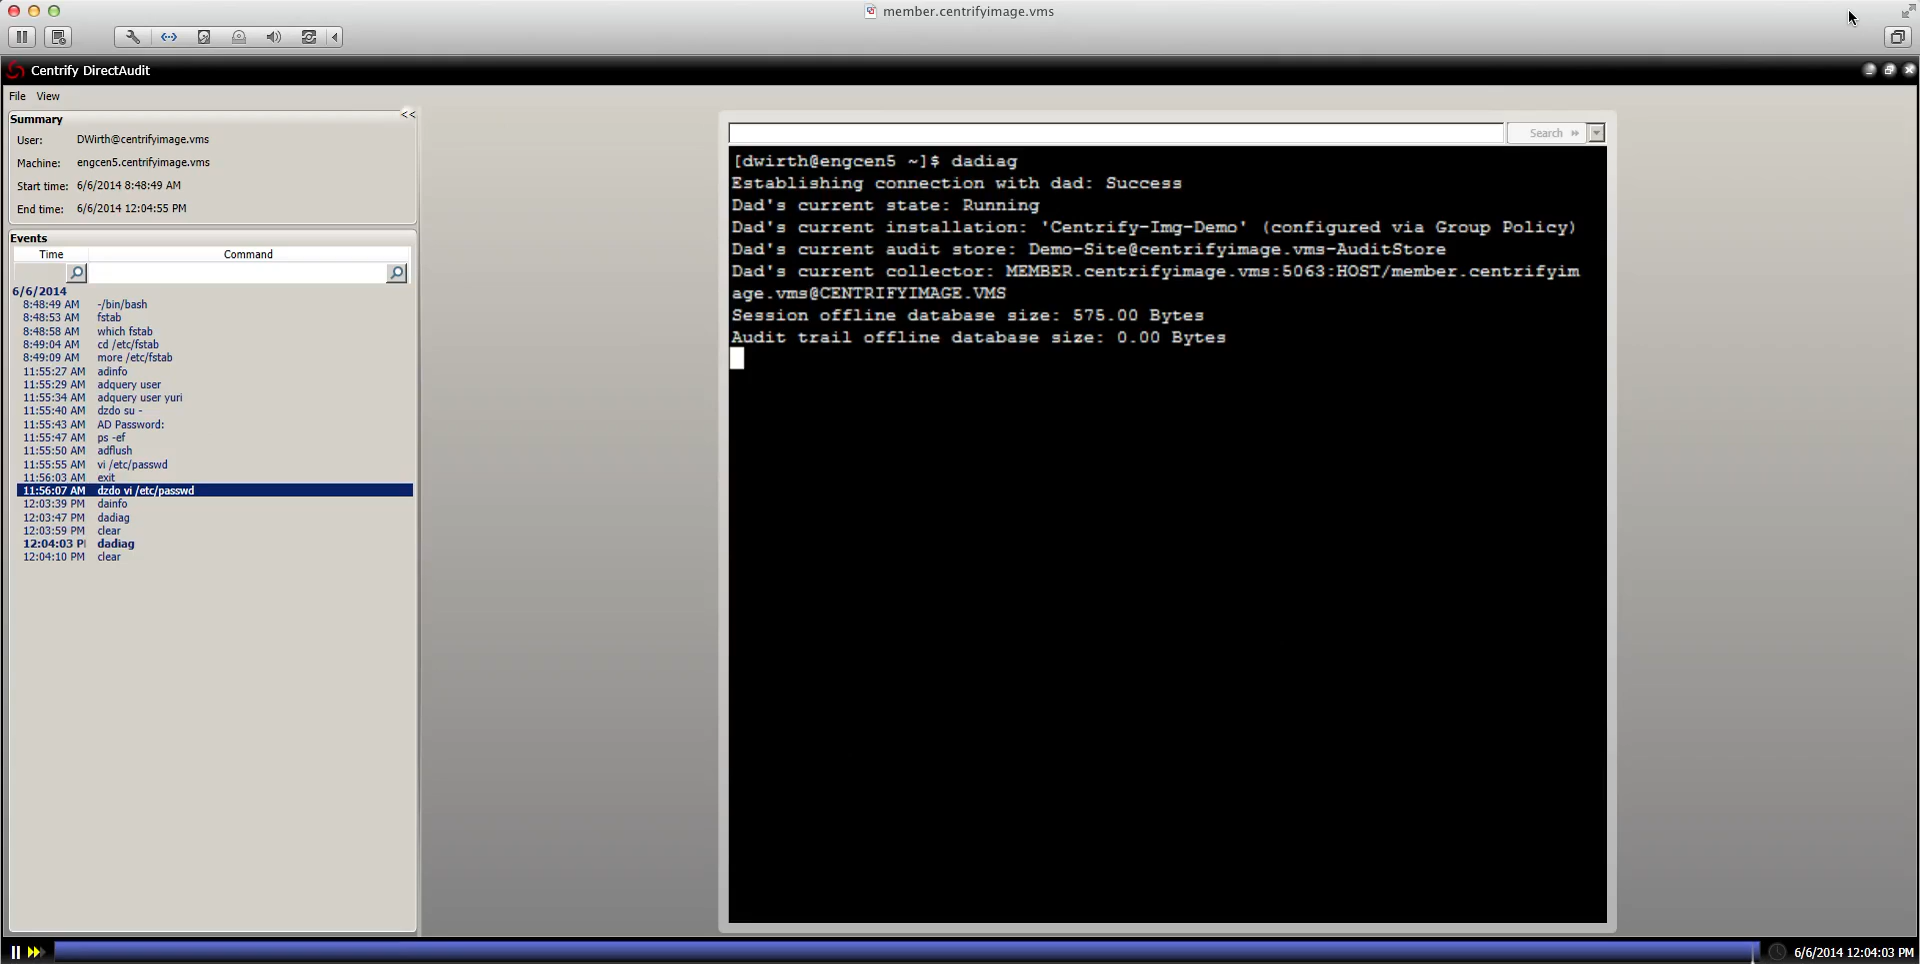 member.centrifyimage.vms
Centrify DirectAudit
File View
Summary
<<
User: DWirth@centrifyimage.vms
Machine: engcen5.centrifyimage.vms
Start time: 6/6/2014 8:48:49 AM
End time: 6/6/2014 12:04:55 PM
Events
Time Command
6/6/2014
8:48:49 AM -/bin/bash
8:48:53 AM fstab
8:48:58 AM which fstab
8:49:04 AM cd /etc/fstab
8:49:09 AM more /etc/fstab
11:55:27 AM adinfo
11:55:29 AM adquery user
11:55:34 AM adquery user yuri
11:55:40 AM dzdo su -
11:55:43 AM AD Password:
11:55:47 AM ps -ef
11:55:50 AM adflush
11:55:55 AM vi /etc/passwd
11:56:03 AM exit
11:56:07 AM dzdo vi /etc/passwd
12:03:39 PM dainfo
12:03:47 PM dadiag
12:03:59 PM clear
12:04:03 P dadiag
12:04:10 PM clear
Search
[dwirth@engcen5 ~]$ dadiag
Establishing connection with dad: Success
Dad's current state: Running
Dad's current installation: 'Centrify-Img-Demo' (configured via Group Policy)
Dad's current audit store: Demo-Site@centrifyimage.vms-AuditStore
Dad's current collector: MEMBER.centrifyimage.vms:5063:HOST/member.centrifyim
age.vms@CENTRIFYIMAGE.VMS
Session offline database size: 575.00 Bytes
Audit trail offline database size: 0.00 Bytes
6/6/2014 12:04:03 PM